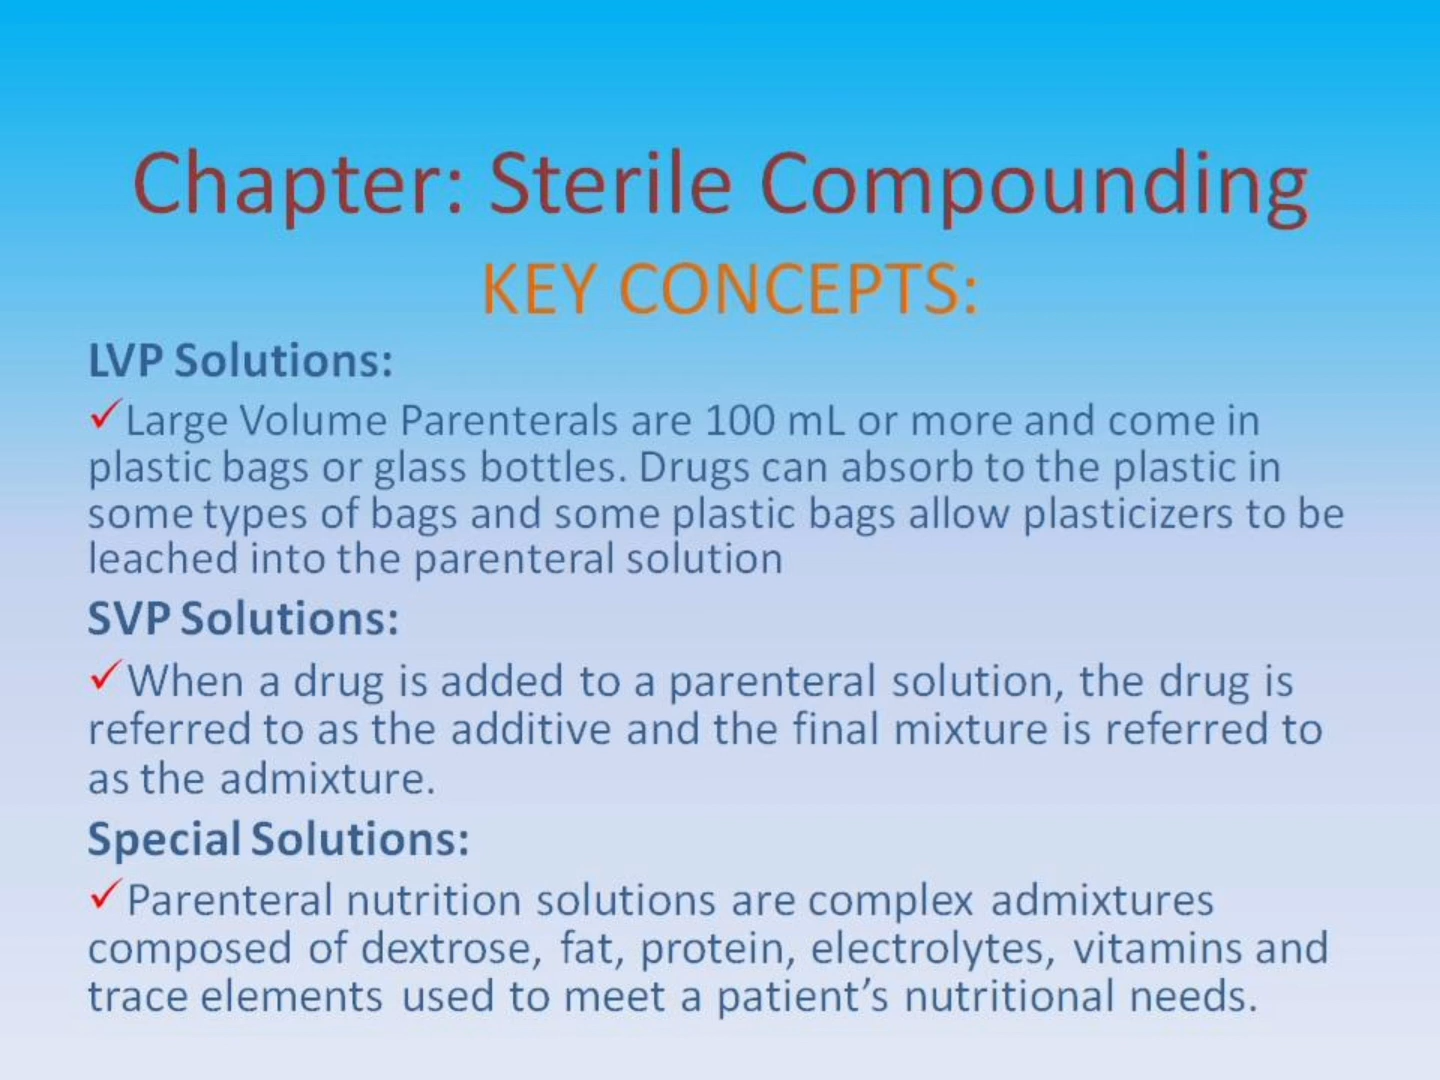 Chapter: Sterile Compounding
KEY CONCEPTS:
LVP Solutions:
✓Large Volume Parenterals are 100 mL or more and come in
plastic bags or glass bottles. Drugs can absorb to the plastic in
some types of bags and some plastic bags allow plasticizers to be
leached into the parenteral solution
SVP Solutions:
✓When a drug is added to a parenteral solution, the drug is
referred to as the additive and the final mixture is referred to
as the admixture.
Special Solutions:
✓Parenteral nutrition solutions are complex admixtures
composed of dextrose, fat, protein, electrolytes, vitamins and
trace elements used to meet a patient’s nutritional needs.